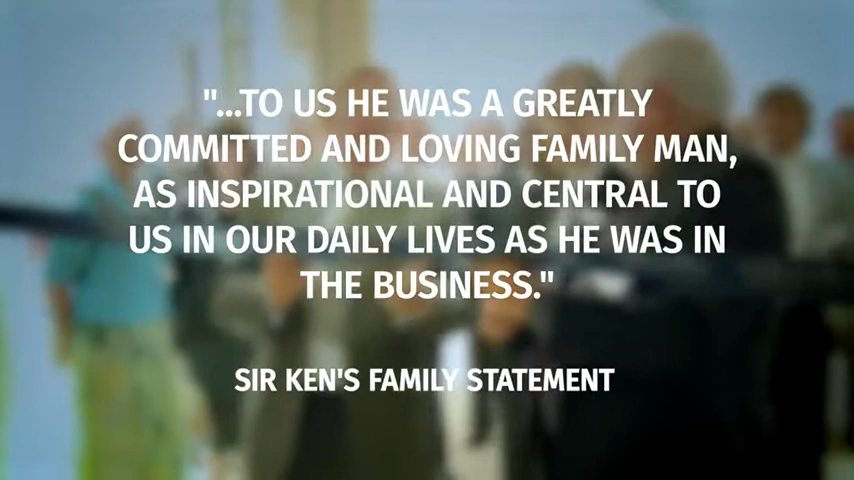 "...TO US HE WAS A GREATLY
COMMITTED AND LOVING FAMILY MAN,
AS INSPIRATIONAL AND CENTRAL TO
US IN OUR DAILY LIVES AS HE WAS IN
THE BUSINESS."
SIR KEN'S FAMILY STATEMENT